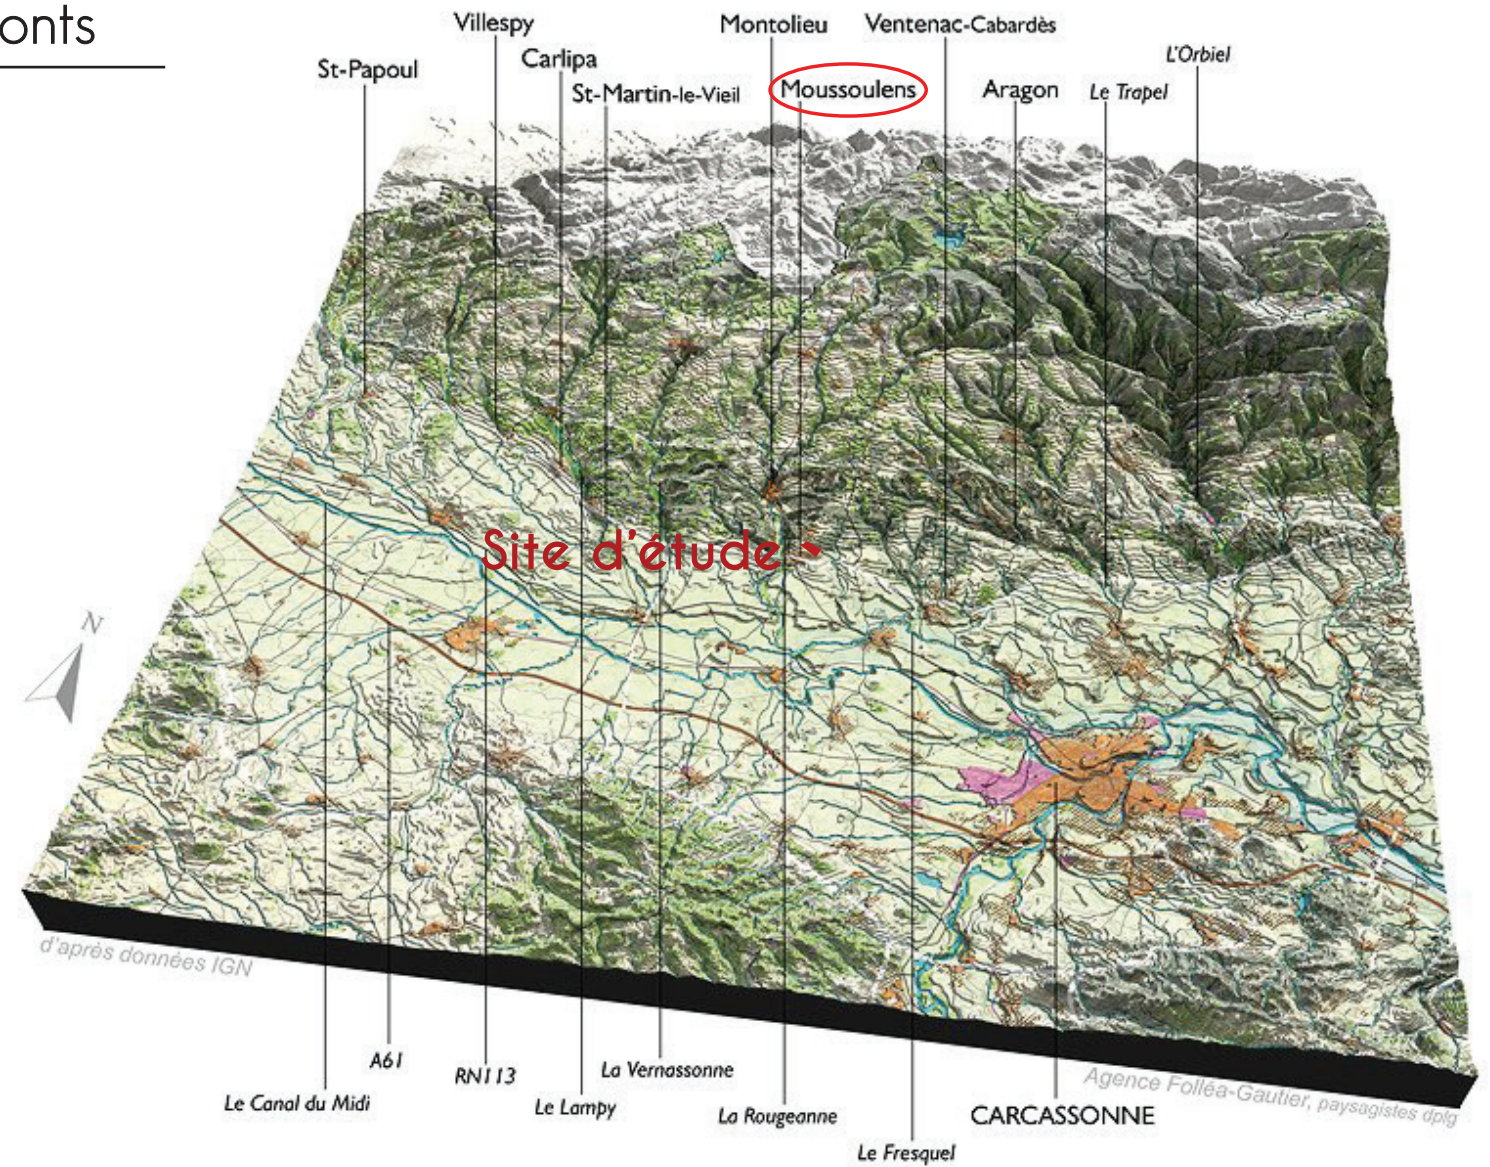 onts
Villespy
Montolieu
Ventenac-Cabardès
St-Papoul
Carlipa
L'Orbiel
St-Martin-le-Vieil
Moussoulens
Aragon
Le Trapel
Site d'étude
N
d'après données IGN
A61
RN113
La Vernassonne
Le Canal du Midi
Le Lampy
La Rougeanne
CARCASSONNE
Agence Folléa-Gautier, paysagistes dplg
Le Fresquel